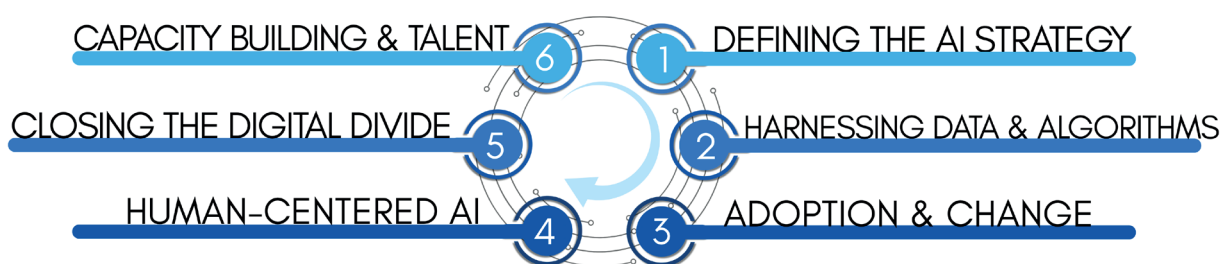 1 DEFINING THE AI STRATEGY
2 HARNESSING DATA & ALGORITHMS
3 ADOPTION & CHANGE
4 HUMAN-CENTERED AI
5 CLOSING THE DIGITAL DIVIDE
6 CAPACITY BUILDING & TALENT